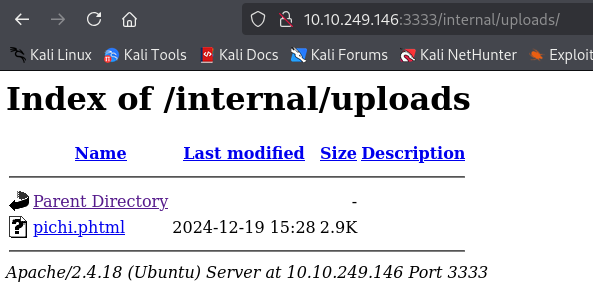 10.10.249.146:3333/internal/uploads/
Kali Linux Kali Tools Kali Docs Kali Forums Kali NetHunter Exploit
Index of /internal/uploads
Name Last modified Size Description
Parent Directory -
pichi.phtml 2024-12-19 15:28 2.9K
Apache/2.4.18 (Ubuntu) Server at 10.10.249.146 Port 3333